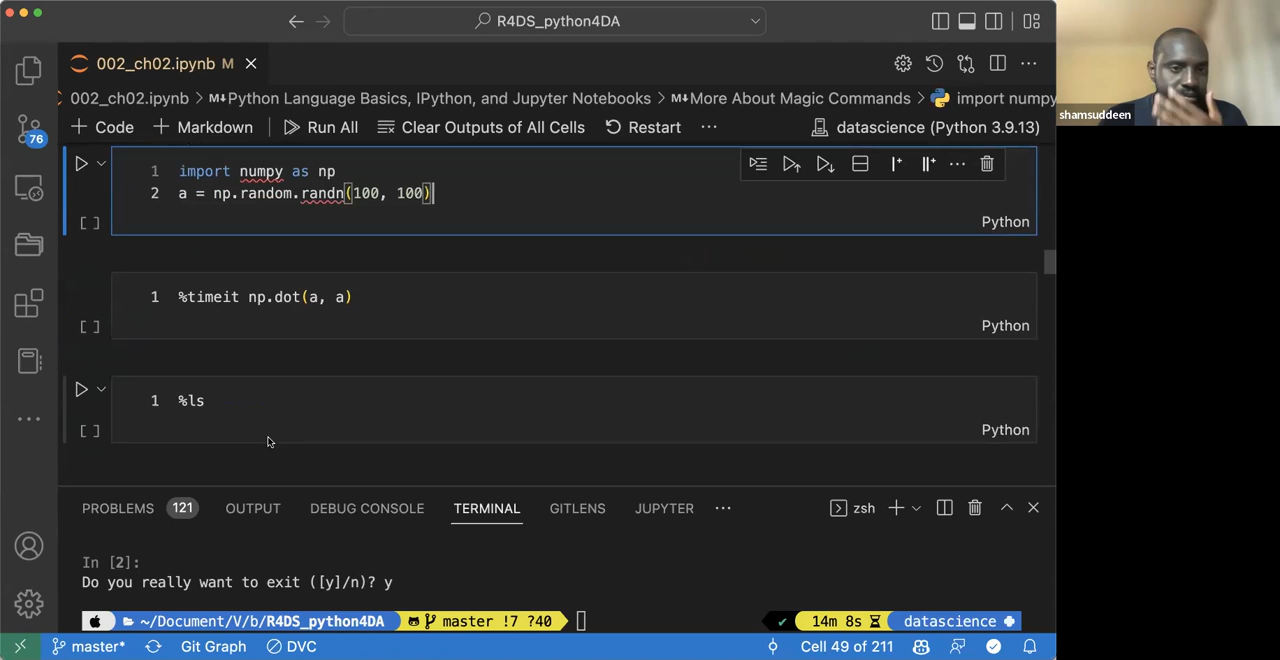 R4DS_python4DA
002_ch02.ipynb M
002_ch02.ipynb > M↓Python Language Basics, IPython, and Jupyter Notebooks > M↓More About Magic Commands > import numpy
+ Code + Markdown Run All Clear Outputs of All Cells Restart ··· datascience (Python 3.9.13)
76
1 import numpy as np
2 a = np.random.randn(100, 100)
[ ] Python
1 %timeit np.dot(a, a)
[ ] Python
1 %ls
[ ] Python
PROBLEMS 121 OUTPUT DEBUG CONSOLE TERMINAL GITLENS JUPYTER ··· zsh
In [2]:
Do you really want to exit ([y]/n)? y
~/Document/V/b/R4DS_python4DA master !7 ?40 ✔ 14m 8s datascience
master* Git Graph DVC Cell 49 of 211
shamsuddeen